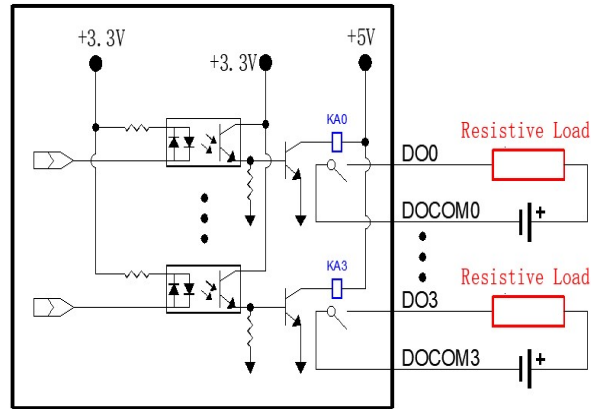 +3.3V
+3.3V
+5V
KA0
Resistive Load
DO0
DOCOM0
+
KA3
Resistive Load
DO3
DOCOM3
+